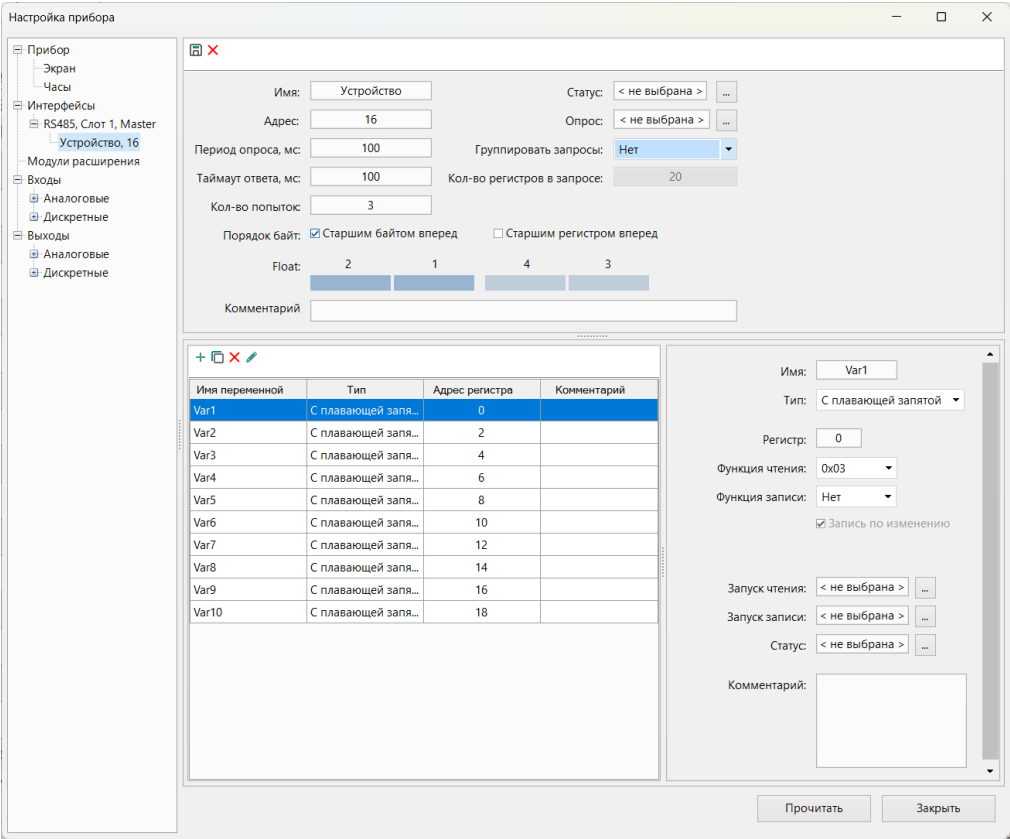 Настройка прибора
Прибор
Экран
Часы
Интерфейсы
RS485, Слот 1, Master
Устройство, 16
Модули расширения
Входы
Аналоговые
Дискретные
Выходы
Аналоговые
Дискретные
Имя: Устройство Статус: < не выбрана > ...
Адрес: 16 Опрос: < не выбрана > ...
Период опроса, мс: 100 Группировать запросы: Нет
Таймаут ответа, мс: 100 Кол-во регистров в запросе: 20
Кол-во попыток: 3
Порядок байт: Старшим байтом вперед Старшим регистром вперед
Float: 2 1 4 3
Комментарий
Имя переменной Тип Адрес регистра Комментарий
Var1 С плавающей запя... 0
Var2 С плавающей запя... 2
Var3 С плавающей запя... 4
Var4 С плавающей запя... 6
Var5 С плавающей запя... 8
Var6 С плавающей запя... 10
Var7 С плавающей запя... 12
Var8 С плавающей запя... 14
Var9 С плавающей запя... 16
Var10 С плавающей запя... 18
Имя: Var1
Тип: С плавающей запятой
Регистр: 0
Функция чтения: 0x03
Функция записи: Нет
Запись по изменению
Запуск чтения: < не выбрана > ...
Запуск записи: < не выбрана > ...
Статус: < не выбрана > ...
Комментарий:
Прочитать Закрыть